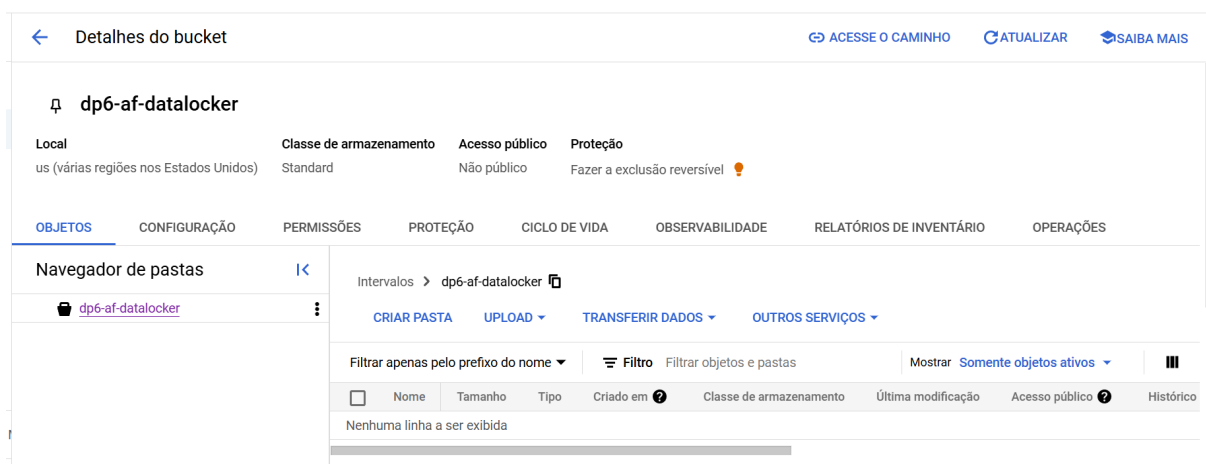 Detalhes do bucket ACESSE O CAMINHO ATUALIZAR SAIBA MAIS
dp6-af-datalocker
Local Classe de armazenamento Acesso público Proteção
us (várias regiões nos Estados Unidos) Standard Não público Fazer a exclusão reversível
OBJETOS CONFIGURAÇÃO PERMISSÕES PROTEÇÃO CICLO DE VIDA OBSERVABILIDADE RELATÓRIOS DE INVENTÁRIO OPERAÇÕES
Navegador de pastas
dp6-af-datalocker
Intervalos > dp6-af-datalocker
CRIAR PASTA UPLOAD TRANSFERIR DADOS OUTROS SERVIÇOS
Filtrar apenas pelo prefixo do nome Filtro Filtrar objetos e pastas Mostrar Somente objetos ativos
Nome Tamanho Tipo Criado em ? Classe de armazenamento Última modificação Acesso público ? Histórico
Nenhuma linha a ser exibida